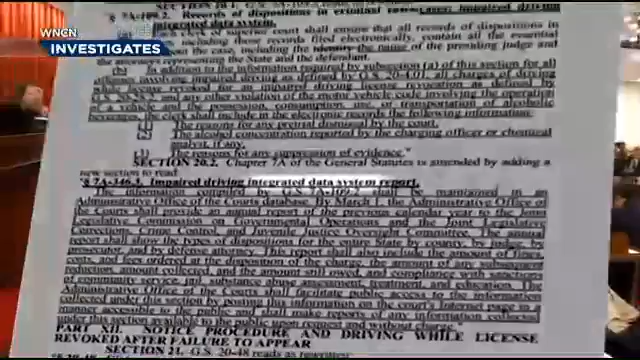 WNCN
INVESTIGATES
§ 7A-109.2. Records of dispositions in criminal cases; impaired driving
integrated data system.
Each clerk of superior court shall ensure that all records of dispositions in
including those records filed electronically, contain all the essential
about the case, including the identity the name of the presiding judge and
the attorneys representing the State and the defendant.
(b) In addition to the information required by subsection (a) of this section for all
offenses involving impaired driving as defined by G.S. 20-4.01, all charges of driving
while license revoked for an impaired driving license revocation as defined by
G.S. 20-28.2, and any other violation of the motor vehicle code involving the operation
of a vehicle and the possession, consumption, use, or transportation of alcoholic
beverages, the clerk shall include in the electronic records the following information:
(1) The reasons for any pretrial dismissal by the court.
(2) The alcohol concentration reported by the charging officer or chemical
analyst, if any.
(3) The reasons for any suppression of evidence."
SECTION 20.2. Chapter 7A of the General Statutes is amended by adding a
new section to read:
"§ 7A-346.3. Impaired driving integrated data system report.
The information compiled by G.S. 7A-109.2 shall be maintained in an
Administrative Office of the Courts database. By March 1, the Administrative Office of
the Courts shall provide an annual report of the previous calendar year to the Joint
Legislative Commission on Governmental Operations and the Joint Legislative
Corrections, Crime Control, and Juvenile Justice Oversight Committee. The annual
report shall show the types of dispositions for the entire State by county, by judge, by
prosecutor, and by defense attorney. This report shall also include the amount of fines,
costs, and fees ordered at the disposition of the charge, the amount of any subsequent
reduction, amount collected, and the amount still owed, and compliance with sanctions
of community service, jail, substance abuse assessment, treatment, and education. The
Administrative Office of the Courts shall facilitate public access to the information
collected under this section by posting this information on the court's Internet page in a
manner accessible to the public and shall make reports of any information collected
under this section available to the public upon request and without charge."
PART XII. NOTICE PROCEDURE AND DRIVING WHILE LICENSE
REVOKED AFTER FAILURE TO APPEAR
SECTION 21. G.S. 20-48 reads as rewritten: